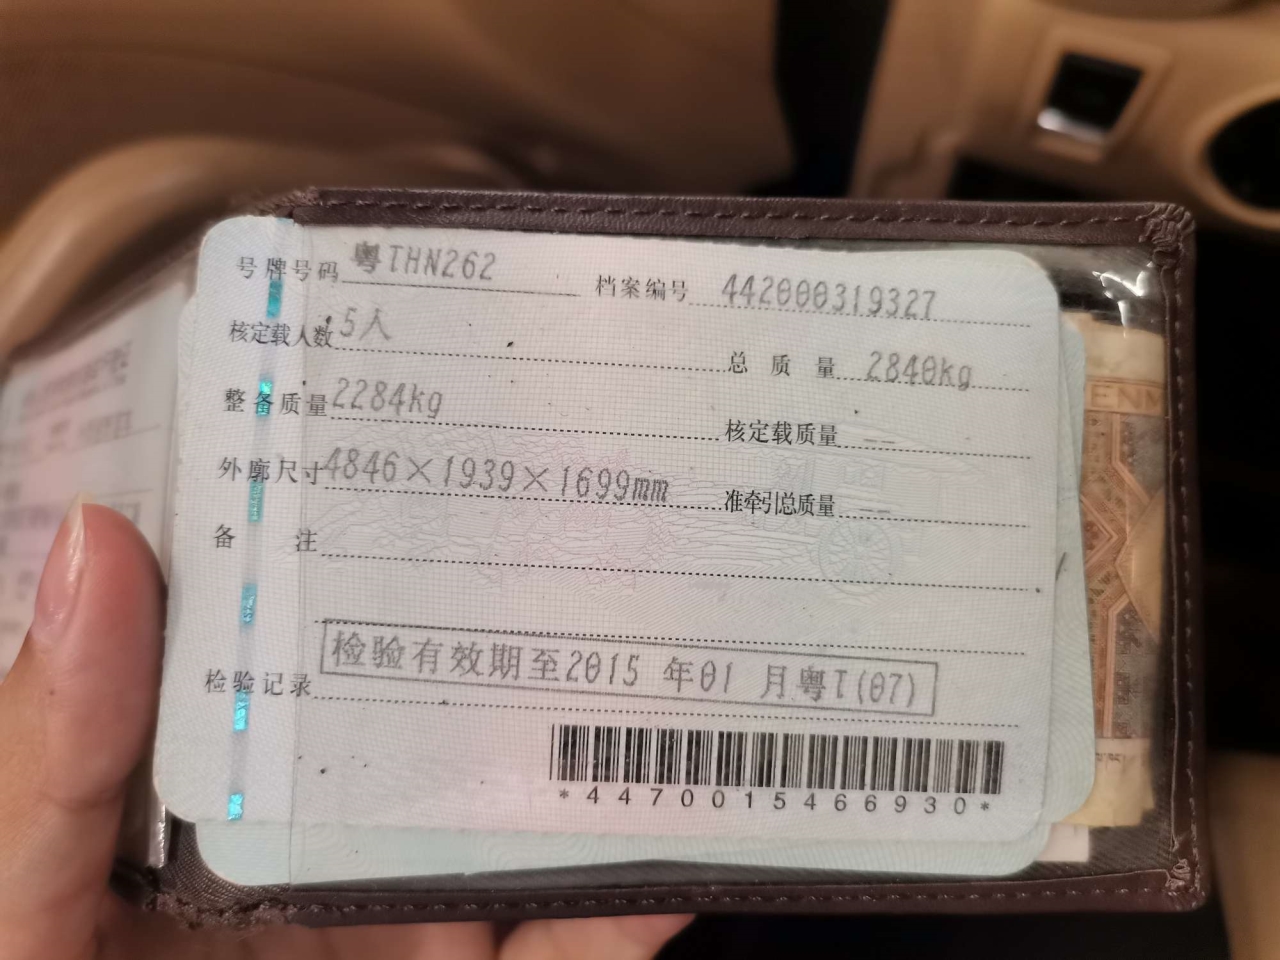 号牌号码 粤THN262 档案编号 442000319327
核定载人数 5人 总质量 2840kg
整备质量 2284kg 核定载质量 --
外廓尺寸 4846×1939×1699mm 准牵引总质量 --
备注
检验记录 检验有效期至2015年01月粤T(07)
*4470015466930*
ENM